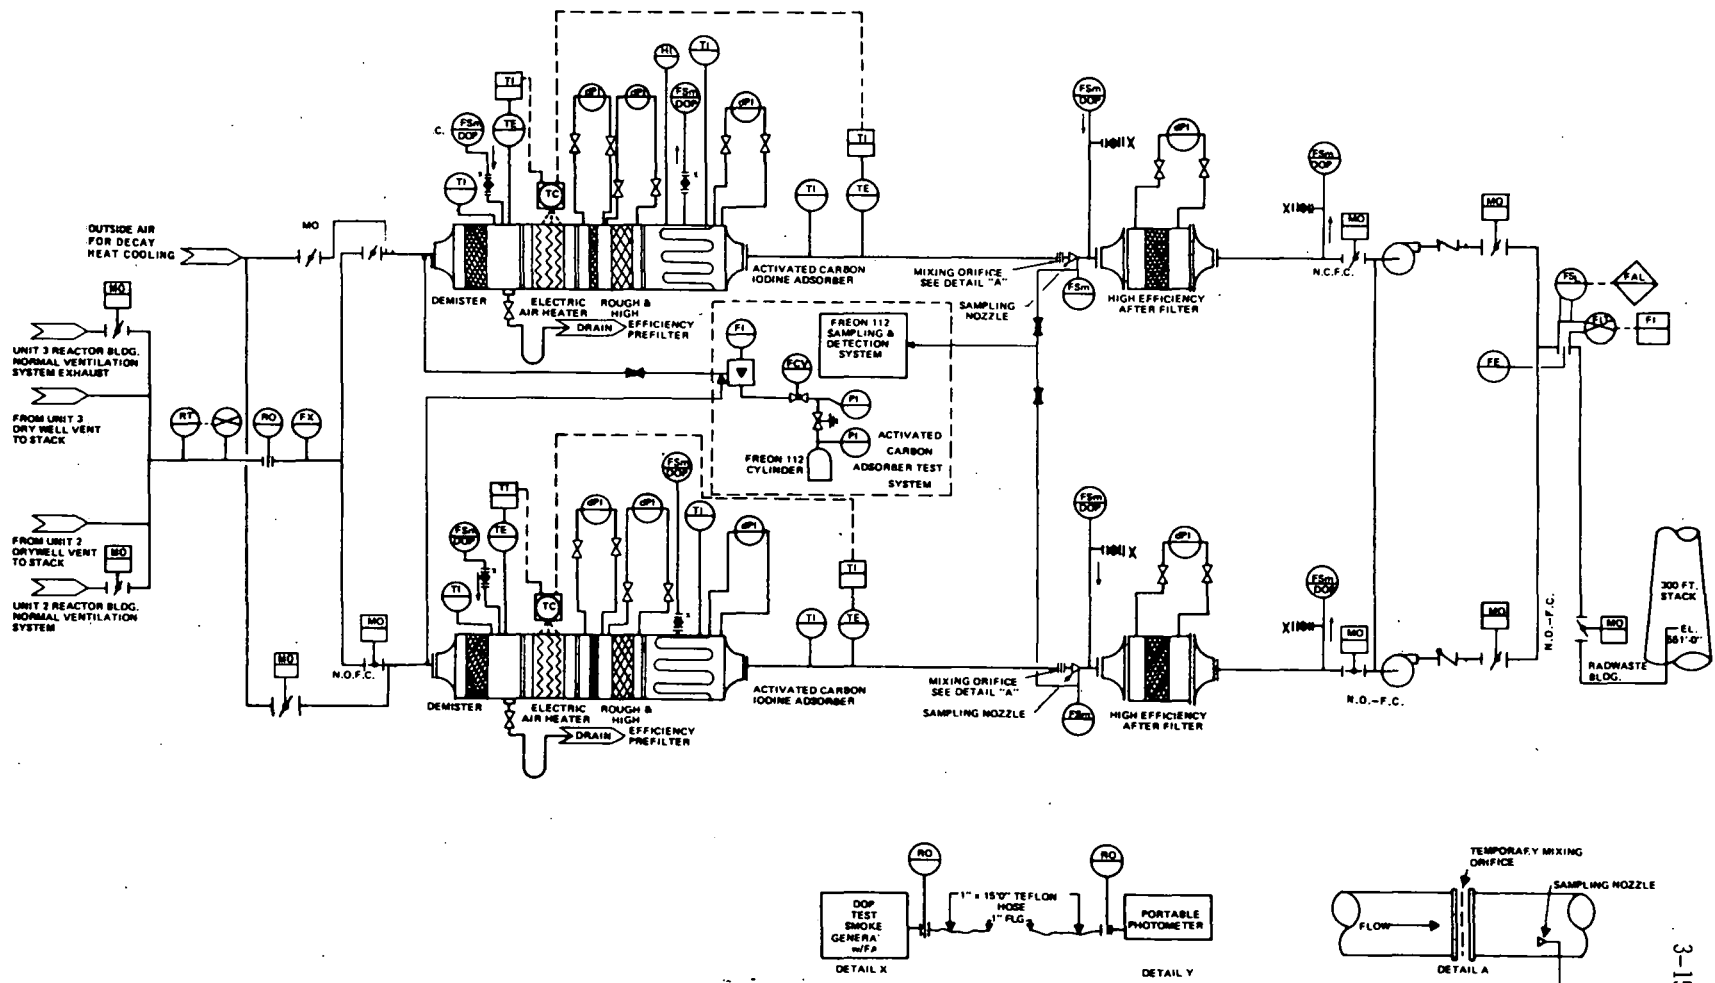 TI
dPI
dPI
HI
TI
FSm
DOP
dPI
C.
FSm
DOP
TE
TI
TC
TI
TI
TE
FSm
DOP
dPI
FSm
DOP
MO
MO
OUTSIDE AIR
FOR DECAY
HEAT COOLING
MO
DEMISTER
ELECTRIC
AIR HEATER
ROUGH &
HIGH
EFFICIENCY
PREFILTER
DRAIN
ACTIVATED CARBON
IODINE ADSORBER
MIXING ORIFICE
SEE DETAIL "A"
SAMPLING
NOZZLE
FSm
HIGH EFFICIENCY
AFTER FILTER
N.C.F.C.
FSL
FAL
FI
FE
MO
UNIT 3 REACTOR BLDG.
NORMAL VENTILATION
SYSTEM EXHAUST
FROM UNIT 3
DRY WELL VENT
TO STACK
RT
RO
FX
FROM UNIT 2
DRYWELL VENT
TO STACK
MO
UNIT 2 REACTOR BLDG.
NORMAL VENTILATION
SYSTEM
FI
FREON 112
SAMPLING &
DETECTION
SYSTEM
FCV
PI
PI
FREON 112
CYLINDER
ACTIVATED
CARBON
ADSORBER TEST
SYSTEM
TI
FSm
DOP
TE
TI
TC
dPI
dPI
FSm
DOP
TI
dPI
TI
TI
TE
FSm
DOP
dPI
FSm
DOP
MO
MO
MO
N.O.F.C.
MO
DEMISTER
ELECTRIC
AIR HEATER
ROUGH &
HIGH
EFFICIENCY
PREFILTER
DRAIN
ACTIVATED CARBON
IODINE ADSORBER
MIXING ORIFICE
SEE DETAIL "A"
SAMPLING NOZZLE
FSm
HIGH EFFICIENCY
AFTER FILTER
N.O.-F.C.
N.O.-F.C.
MO
RADWASTE
BLDG.
300 FT.
STACK
EL.
RO
RO
DOP
TEST
SMOKE
GENERA
DETAIL X
TEFLON
HOSE
1" FLG
PORTABLE
PHOTOMETER
DETAIL Y
TEMPORARY MIXING
ORIFICE
SAMPLING NOZZLE
FLOW
DETAIL A